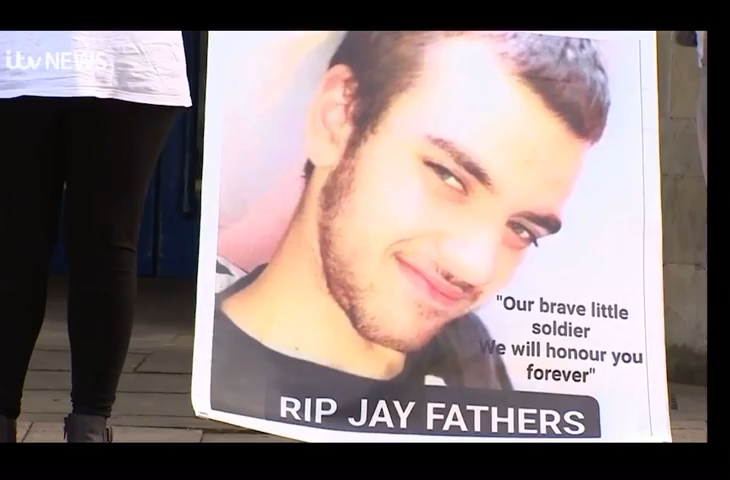 itv NEWS
"Our brave little
soldier
We will honour you
forever"
RIP JAY FATHERS